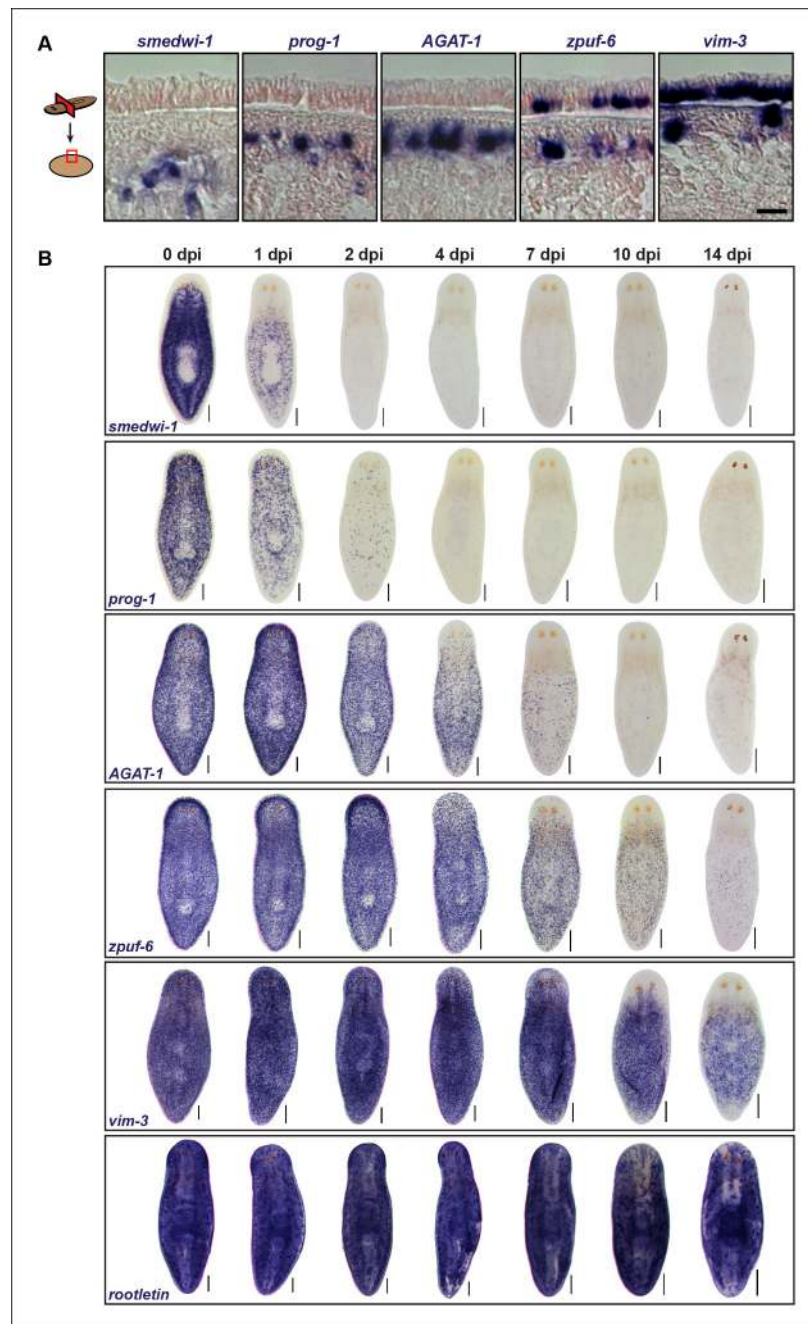 A
smedwi-1 prog-1 AGAT-1 zpuf-6 vim-3
B
0 dpi 1 dpi 2 dpi 4 dpi 7 dpi 10 dpi 14 dpi
smedwi-1
prog-1
AGAT-1
zpuf-6
vim-3
rootletin